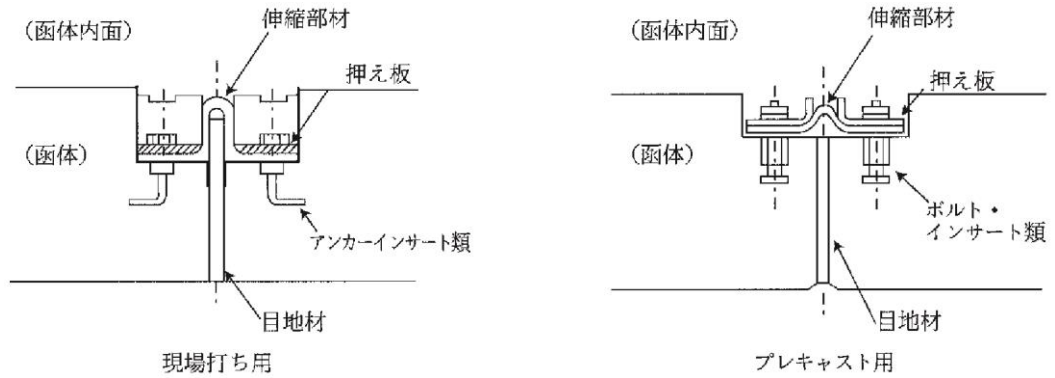 (函体内面)
伸縮部材
押え板
(函体)
アンカーインサート類
目地材
現場打ち用
(函体内面)
伸縮部材
押え板
(函体)
ボルト・
インサート類
目地材
プレキャスト用